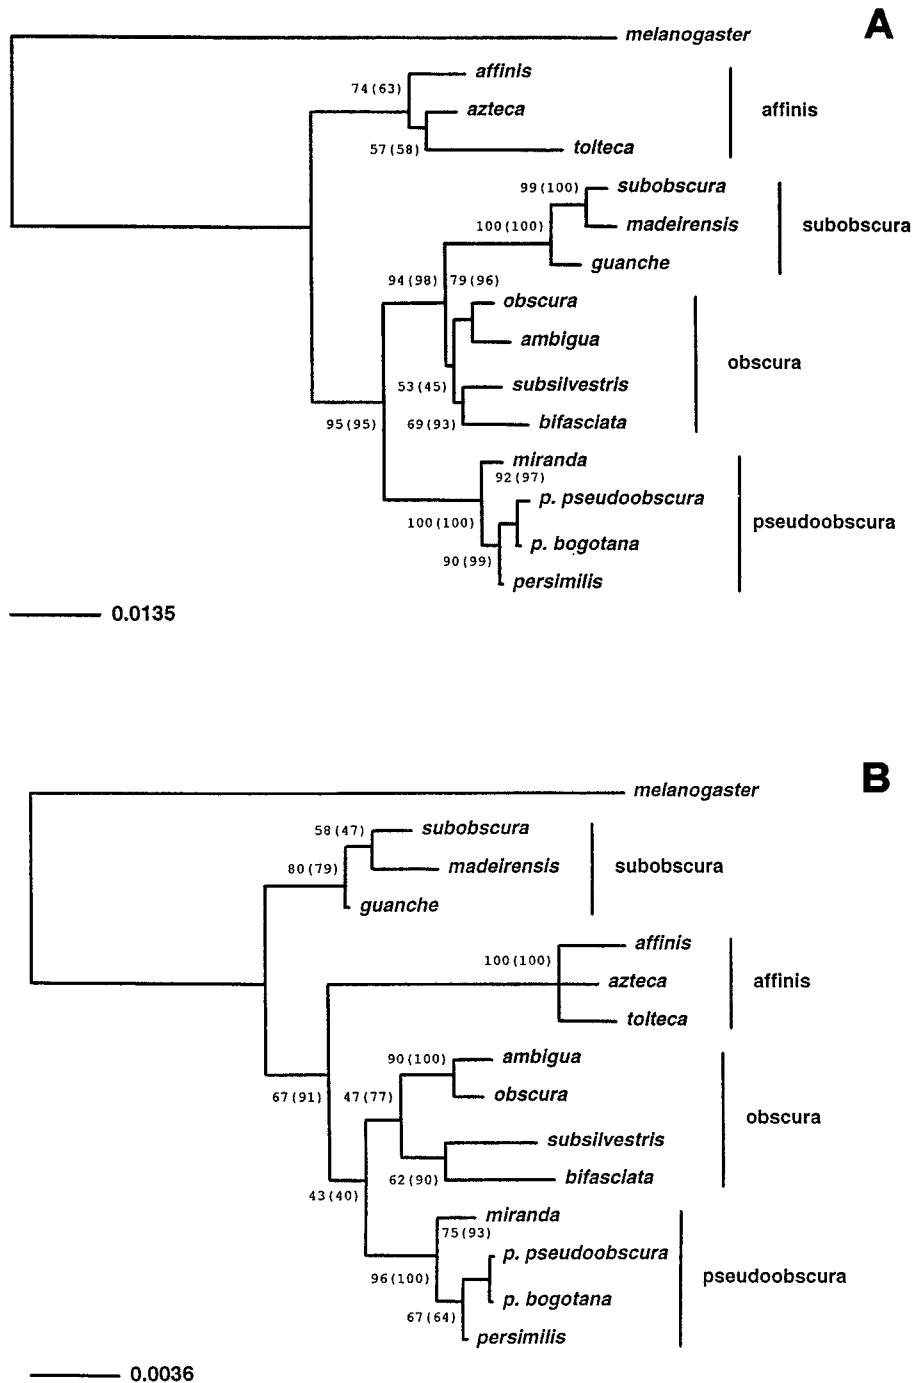 A
melanogaster
affinis
74(63)
azteca
affinis
57(58)
tolteca
99(100)
subobscura
100(100)
madeirensis
subobscura
guanche
94(98)
79(96)
obscura
ambigua
obscura
53(45)
subsilvestris
95(95)
69(93)
bifasciata
miranda
92(97)
p. pseudoobscura
100(100)
pseudoobscura
p. bogotana
90(99)
persimilis
0.0135
B
melanogaster
58(47)
subobscura
80(79)
madeirensis
subobscura
guanche
affinis
100(100)
azteca
affinis
tolteca
90(100)
ambigua
67(91)
47(77)
obscura
obscura
subsilvestris
62(90)
bifasciata
43(40)
miranda
75(93)
p. pseudoobscura
96(100)
pseudoobscura
p. bogotana
67(64)
persimilis
0.0036